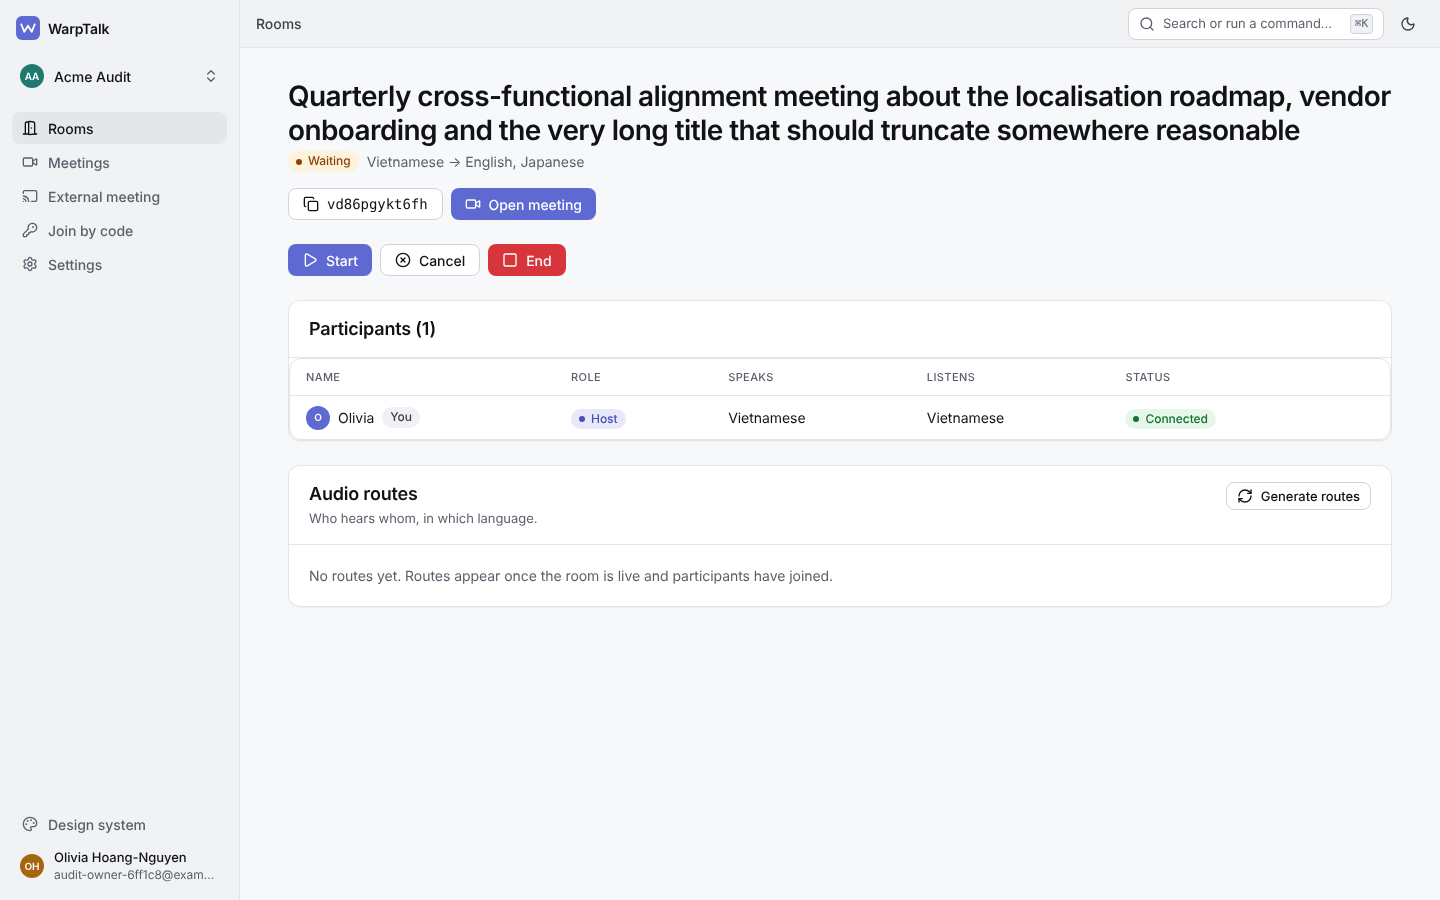 WarpTalk
Rooms
Search or run a command...
⌘K
AA
Acme Audit
Rooms
Meetings
External meeting
Join by code
Settings
Quarterly cross-functional alignment meeting about the localisation roadmap, vendor
onboarding and the very long title that should truncate somewhere reasonable
Waiting
Vietnamese → English, Japanese
vd86pgykt6fh
Open meeting
Start
Cancel
End
Participants (1)
NAME ROLE SPEAKS LISTENS STATUS
O Olivia You Host Vietnamese Vietnamese Connected
Audio routes
Who hears whom, in which language.
Generate routes
No routes yet. Routes appear once the room is live and participants have joined.
Design system
OH
Olivia Hoang-Nguyen
audit-owner-6ff1c8@exam...